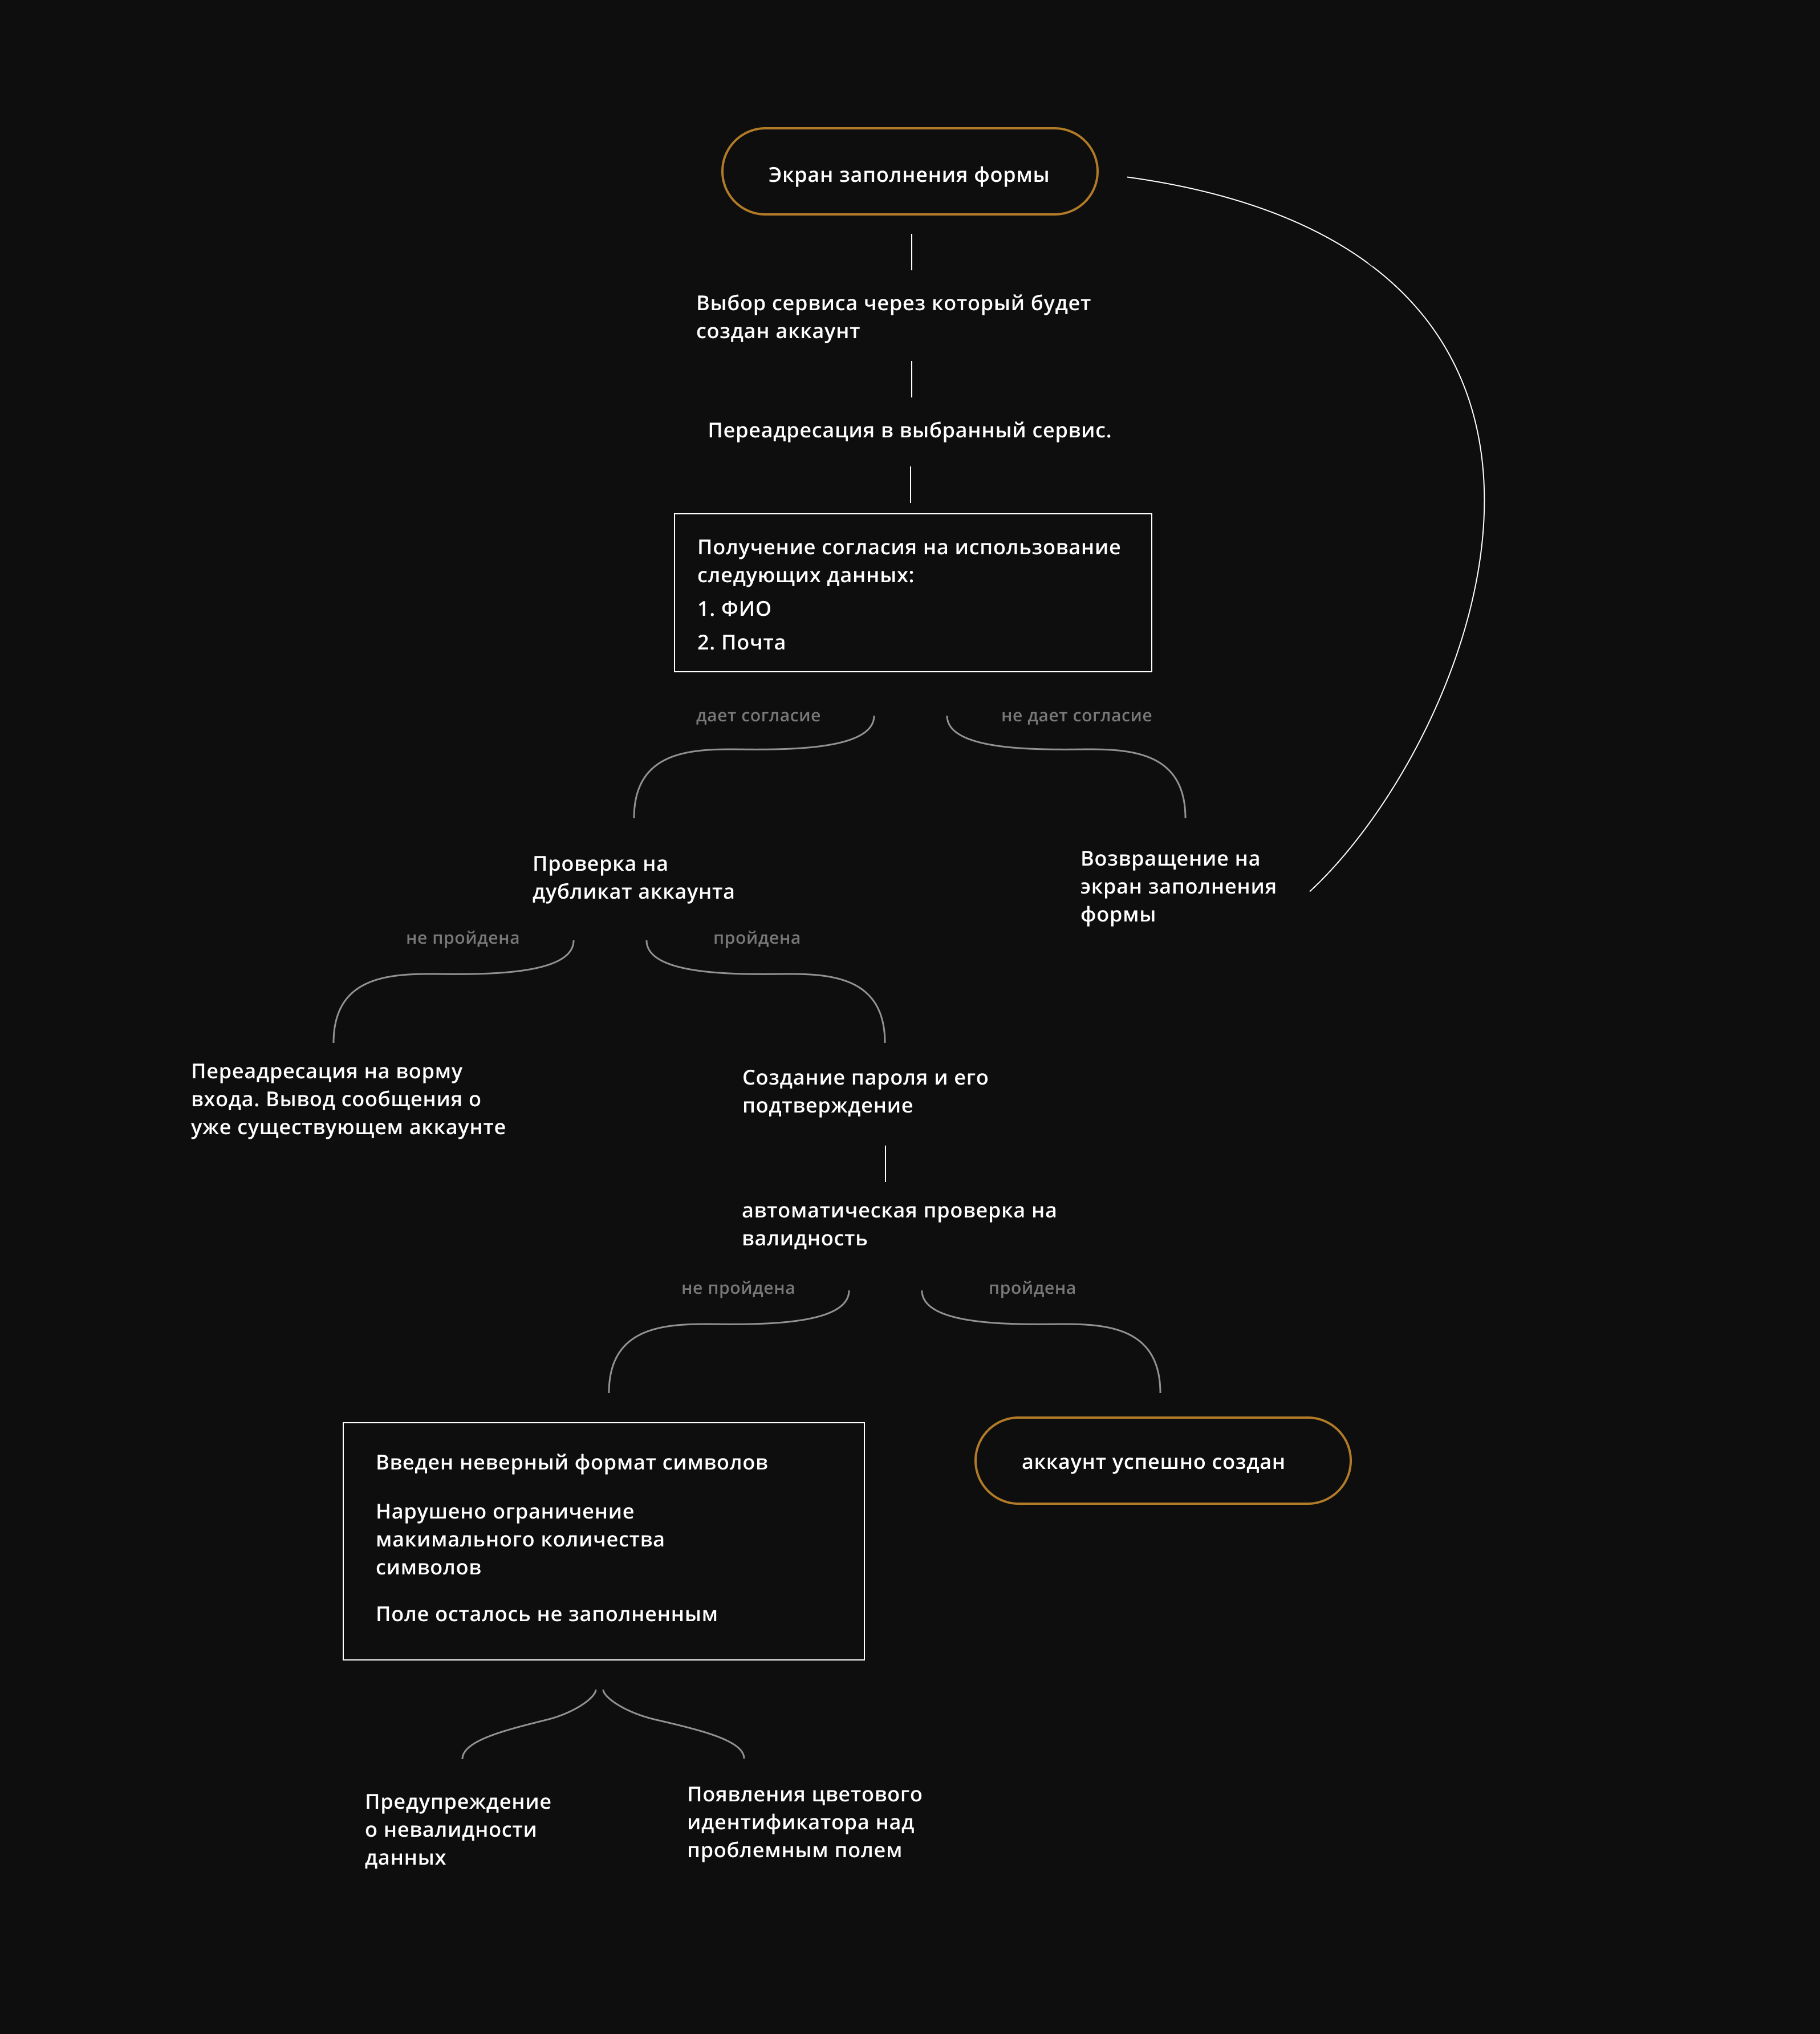 Экран заполнения формы
Выбор сервиса через который будет
создан аккаунт
Переадресация в выбранный сервис.
Получение согласия на использование
следующих данных:
1. ФИО
2. Почта
дает согласие
не дает согласие
Проверка на
дубликат аккаунта
Возвращение на
экран заполнения
формы
не пройдена
пройдена
Переадресация на ворму
входа. Вывод сообщения о
уже существующем аккаунте
Создание пароля и его
подтверждение
автоматическая проверка на
валидность
не пройдена
пройдена
Введен неверный формат символов
Нарушено ограничение
макимального количества
символов
Поле осталось не заполненным
аккаунт успешно создан
Предупреждение
о невалидности
данных
Появления цветового
идентификатора над
проблемным полем